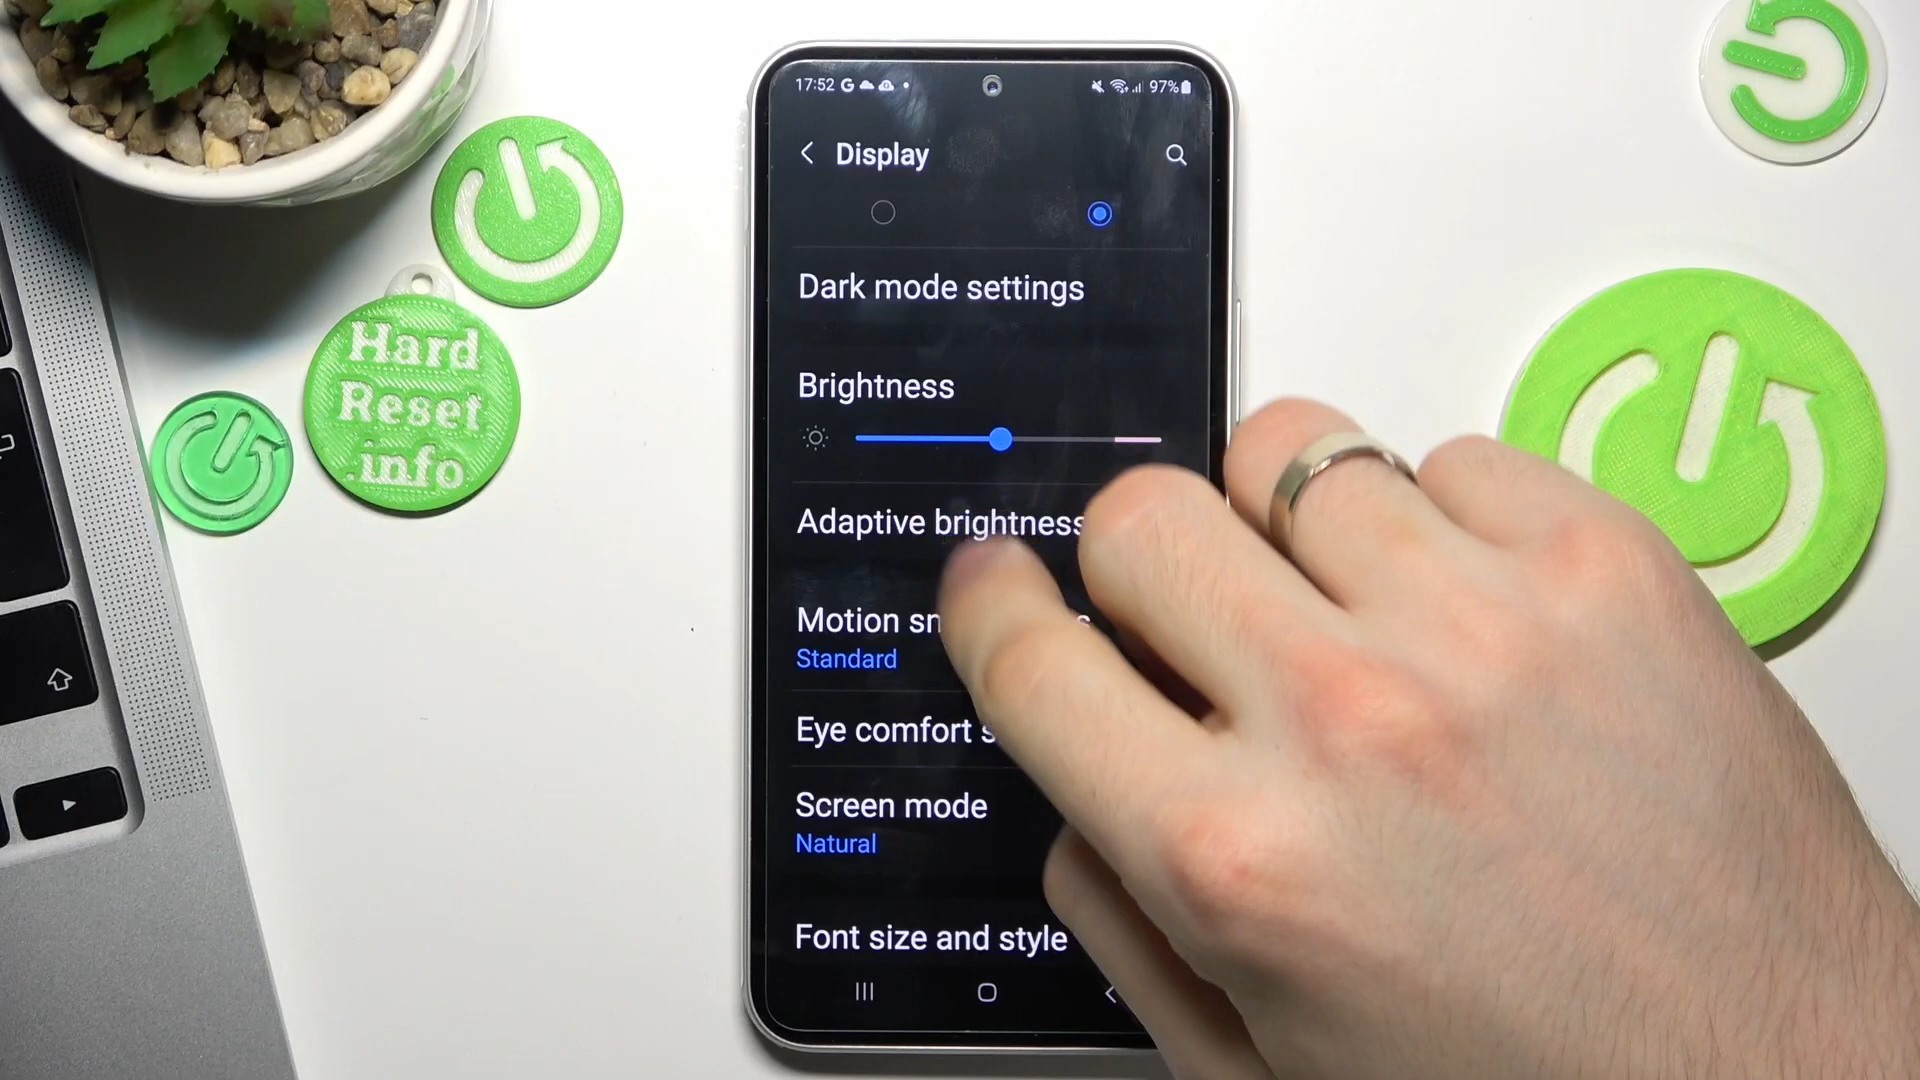 17:52
97%
Display
Dark mode settings
Brightness
Adaptive brightness
Motion
Standard
Eye comfort
Screen mode
Natural
Font size and style
Hard
Reset
.info